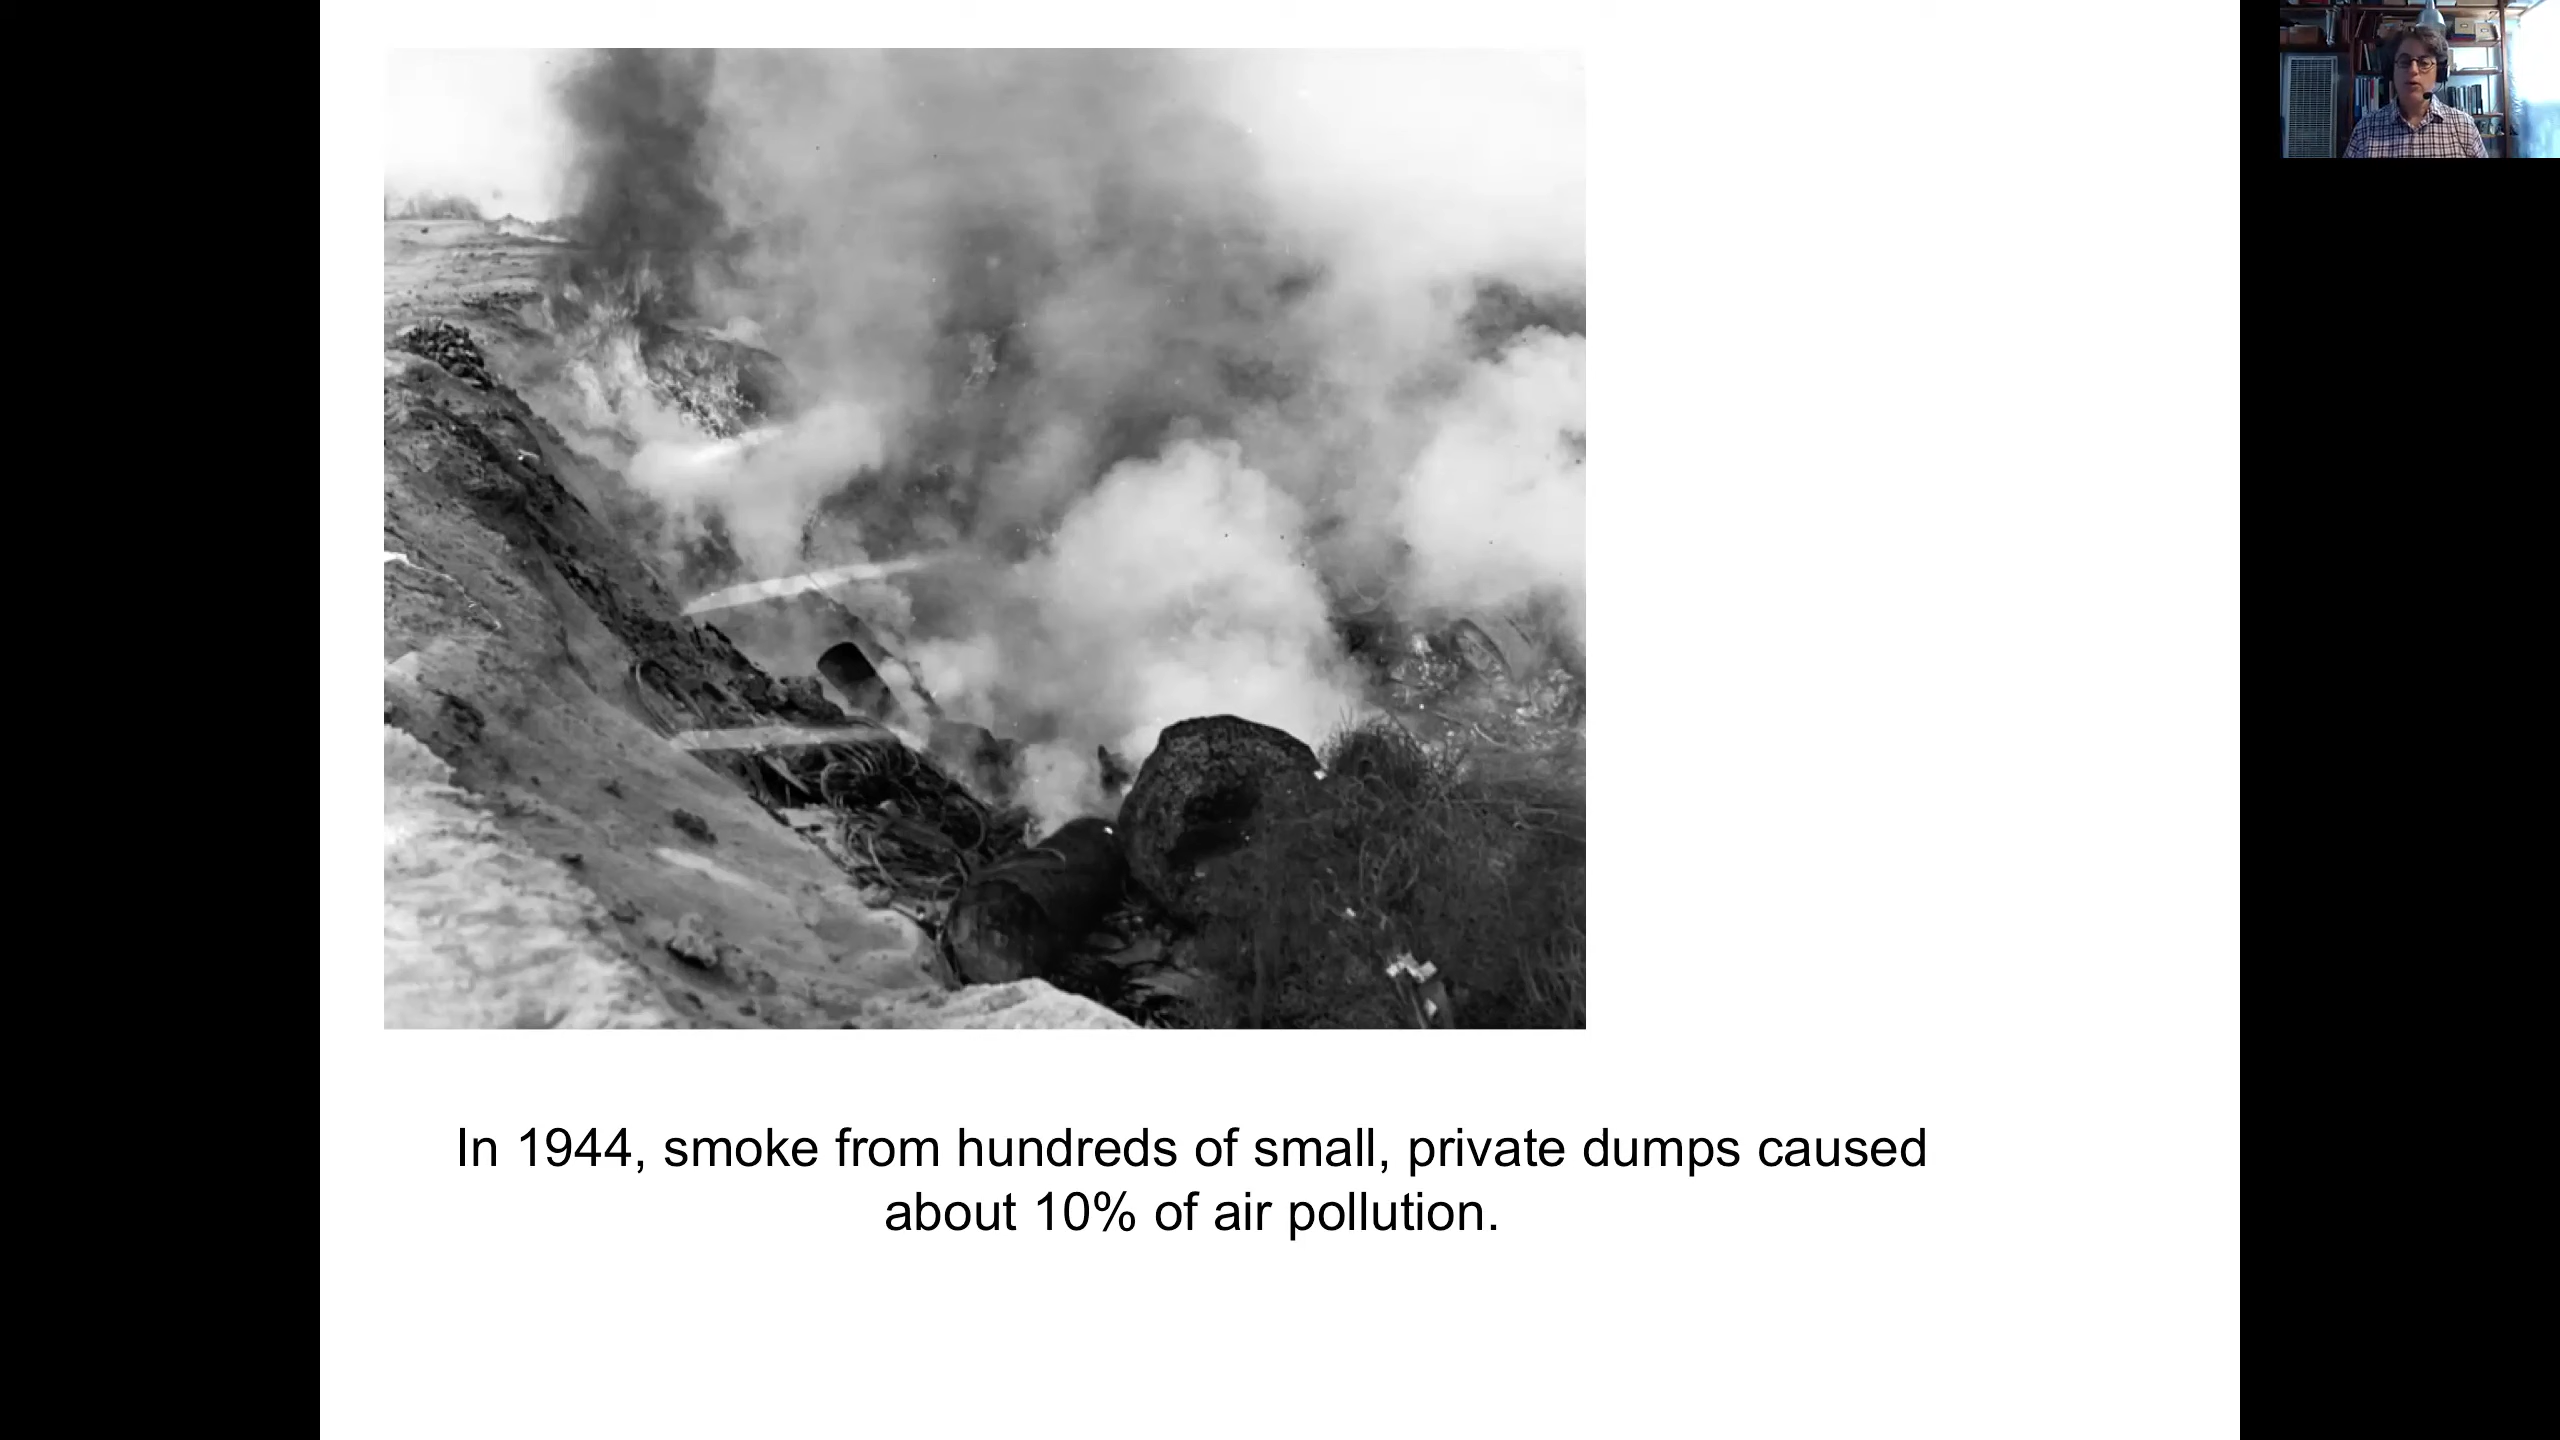 In 1944, smoke from hundreds of small, private dumps caused
about 10% of air pollution.